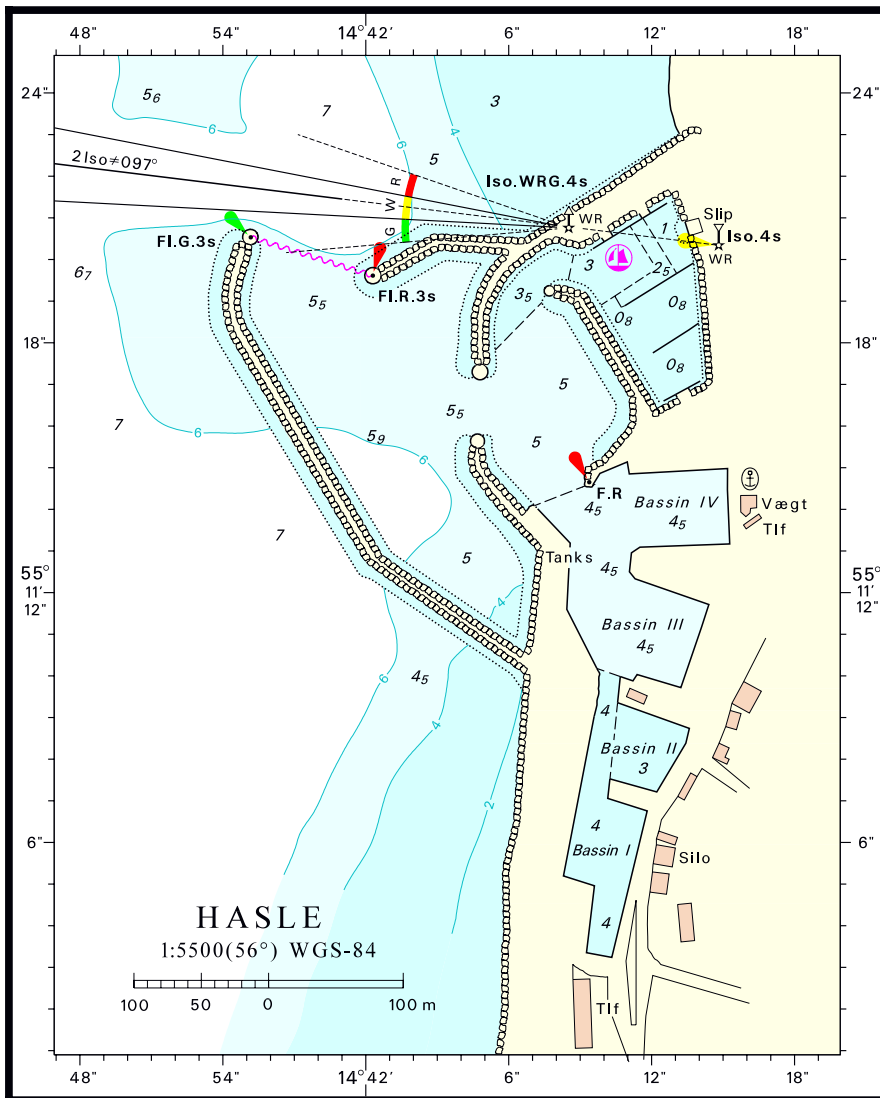 48" 54" 14° 42' 6" 12" 18"
24" 24"
5₆
7
3
6
6
4
5
2 Iso≠097°
R
W
G
Iso.WRG.4s
WR
Slip
1
Iso.4s
WR
Fl.G.3s
Fl.R.3s
6₇
5₅
3₅
3
2₅
0₈
0₈
0₈
18" 18"
5
5₅
5₉
5
7
6
6
F.R
4₅
Bassin IV
4₅
Vægt
Tlf
7
5
Tanks
4₅
4
55° 55°
11' 11'
12" 12"
Bassin III
4₅
6
4₅
4
4
Bassin II
3
2
6" 6"
4
Bassin I
Silo
4
HASLE
1:5500(56°) WGS-84
100 50 0 100 m
Tlf
48" 54" 14° 42' 6" 12" 18"